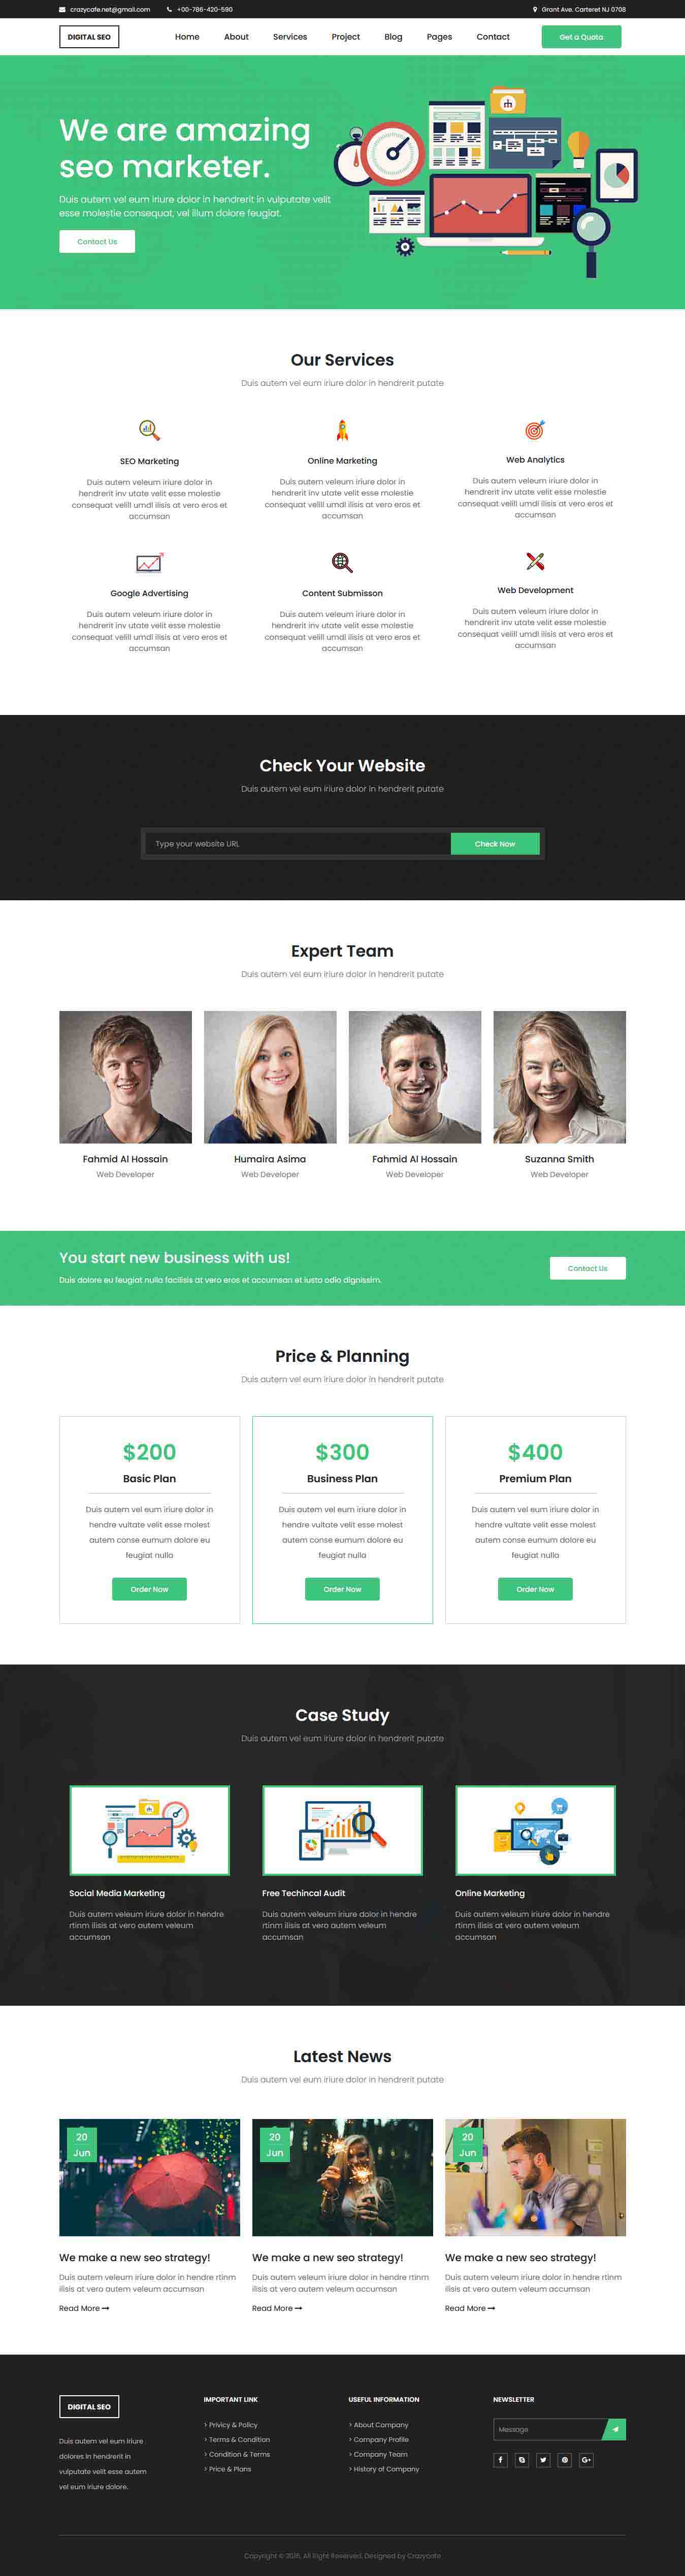 crazycafe.net@gmail.com +00-786-420-590 Grant Ave. Carteret NJ 0708
DIGITAL SEO Home About Services Project Blog Pages Contact Get a Quota
We are amazing
seo marketer.
Duis autem vel eum iriure dolor in hendrerit in vulputate velit
esse molestie consequat, vel illum dolore feugiat.
Contact Us
Our Services
Duis autem vel eum iriure dolor in hendrerit putate
SEO Marketing
Duis autem veleum iriure dolor in
hendrerit inv utate velit esse molestie
consequat velill umdl ilisis at vero eros et
accumsan
Online Marketing
Duis autem veleum iriure dolor in
hendrerit inv utate velit esse molestie
consequat velill umdl ilisis at vero eros et
accumsan
Web Analytics
Duis autem veleum iriure dolor in
hendrerit inv utate velit esse molestie
consequat velill umdl ilisis at vero eros et
accumsan
Google Advertising
Duis autem veleum iriure dolor in
hendrerit inv utate velit esse molestie
consequat velill umdl ilisis at vero eros et
accumsan
Content Submisson
Duis autem veleum iriure dolor in
hendrerit inv utate velit esse molestie
consequat velill umdl ilisis at vero eros et
accumsan
Web Development
Duis autem veleum iriure dolor in
hendrerit inv utate velit esse molestie
consequat velill umdl ilisis at vero eros et
accumsan
Check Your Website
Duis autem vel eum iriure dolor in hendrerit putate
Type your website URL Check Now
Expert Team
Duis autem vel eum iriure dolor in hendrerit putate
Fahmid Al Hossain
Web Developer
Humaira Asima
Web Developer
Fahmid Al Hossain
Web Developer
Suzanna Smith
Web Developer
You start new business with us!
Duis dolore eu feugiat nulla facilisis at vero eros et accumsan et iusto odio dignissim.
Contact Us
Price & Planning
Duis autem vel eum iriure dolor in hendrerit putate
$200
Basic Plan
Duis autem vel eum iriure dolor in
hendre vultate velit esse molest
autem conse eumum dolore eu
feugiat nulla
Order Now
$300
Business Plan
Duis autem vel eum iriure dolor in
hendre vultate velit esse molest
autem conse eumum dolore eu
feugiat nulla
Order Now
$400
Premium Plan
Duis autem vel eum iriure dolor in
hendre vultate velit esse molest
autem conse eumum dolore eu
feugiat nulla
Order Now
Case Study
Duis autem vel eum iriure dolor in hendrerit putate
Social Media Marketing
Duis autem veleum iriure dolor in hendre
rtinm ilisis at vero autem veleum
accumsan
Free Techincal Audit
Duis autem veleum iriure dolor in hendre
rtinm ilisis at vero autem veleum
accumsan
Online Marketing
Duis autem veleum iriure dolor in hendre
rtinm ilisis at vero autem veleum
accumsan
Latest News
Duis autem vel eum iriure dolor in hendrerit putate
20
Jun
We make a new seo strategy!
Duis autem veleum iriure dolor in hendre rtinm
ilisis at vero autem veleum accumsan
Read More
20
Jun
We make a new seo strategy!
Duis autem veleum iriure dolor in hendre rtinm
ilisis at vero autem veleum accumsan
Read More
20
Jun
We make a new seo strategy!
Duis autem veleum iriure dolor in hendre rtinm
ilisis at vero autem veleum accumsan
Read More
DIGITAL SEO
Duis autem vel eum iriure
dolores in hendrerit in
vulputate velit esse autem
vel eum iriure dolore.
IMPORTANT LINK
> Privicy & Policy
> Terms & Condition
> Condition & Terms
> Price & Plans
USEFUL INFORMATION
> About Company
> Company Profile
> Company Team
> History of Company
NEWSLETTER
Message
Copyright © 2016, All Right Reserved, Designed by Crazycafe